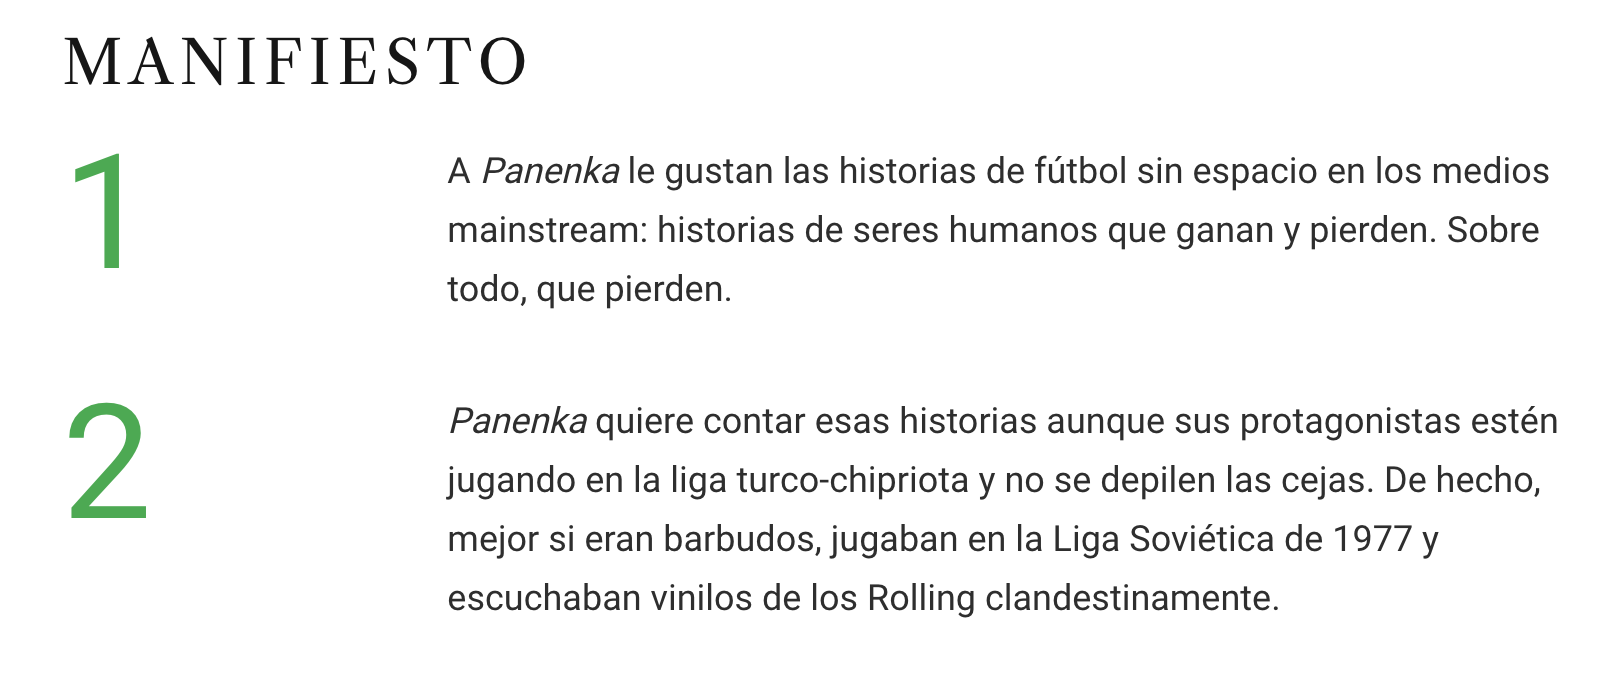 MANIFIESTO
1
A Panenka le gustan las historias de fútbol sin espacio en los medios
mainstream: historias de seres humanos que ganan y pierden. Sobre
todo, que pierden.
2
Panenka quiere contar esas historias aunque sus protagonistas estén
jugando en la liga turco-chipriota y no se depilen las cejas. De hecho,
mejor si eran barbudos, jugaban en la Liga Soviética de 1977 y
escuchaban vinilos de los Rolling clandestinamente.